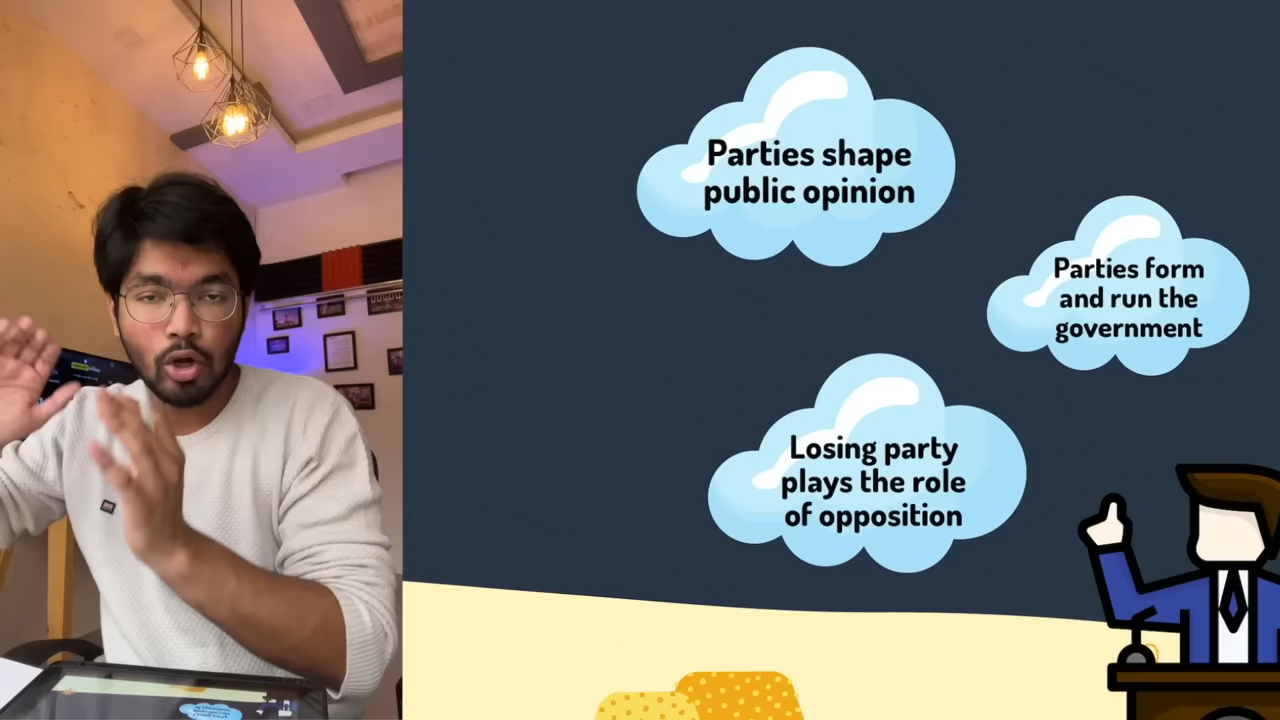 Parties shape
public opinion
Parties form
and run the
government
Losing party
plays the role
of opposition